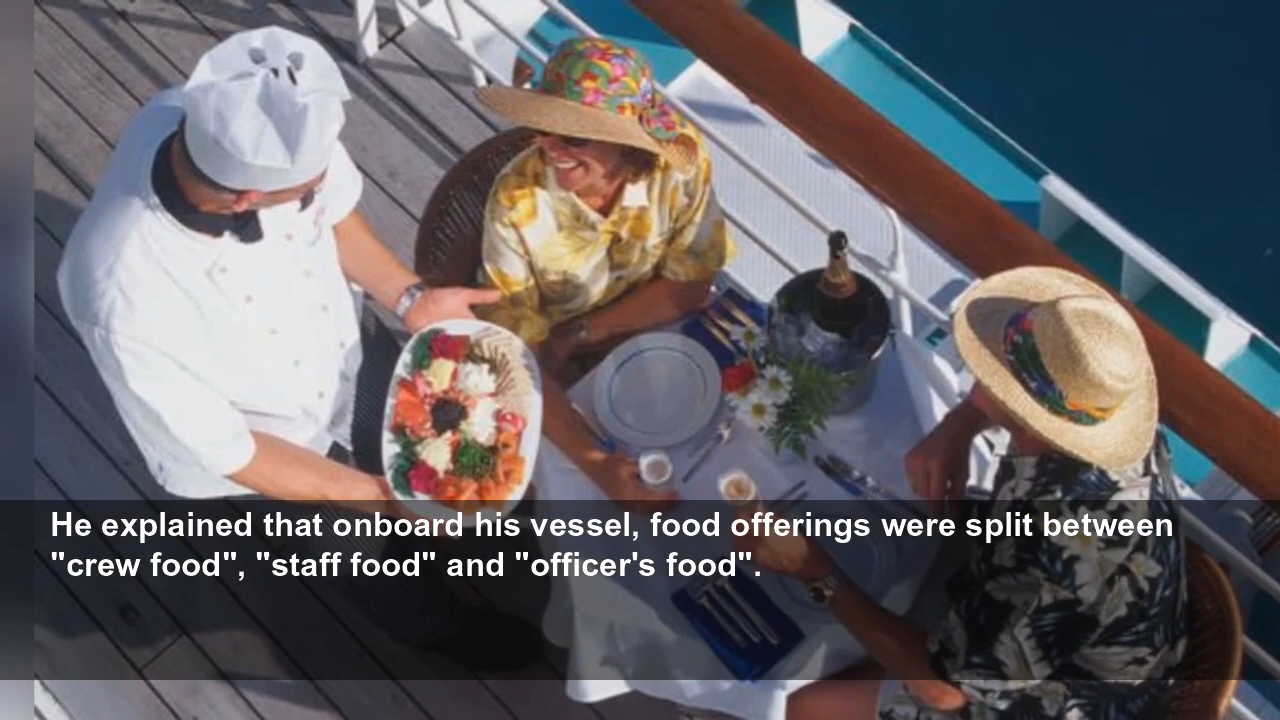 He explained that onboard his vessel, food offerings were split between
"crew food", "staff food" and "officer's food".